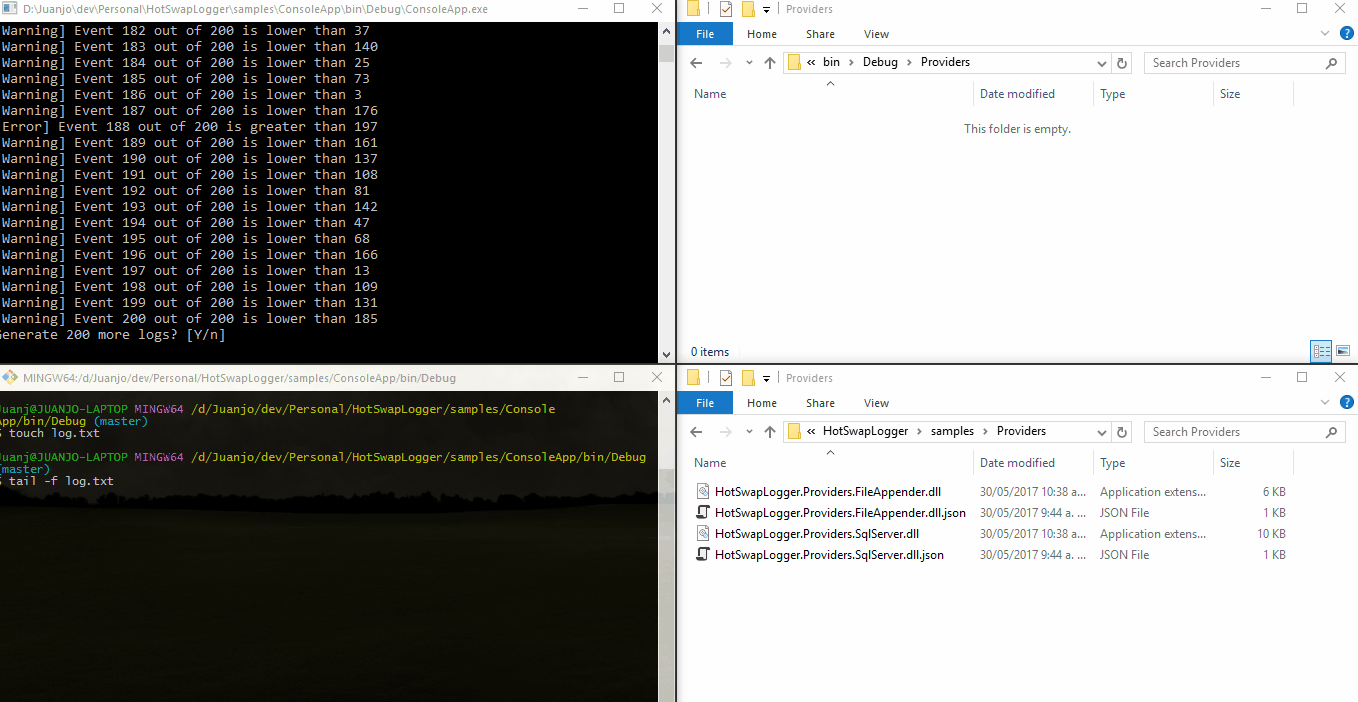 D:\Juanjo\dev\Personal\HotSwapLogger\samples\ConsoleApp\bin\Debug\ConsoleApp.exe
Warning] Event 182 out of 200 is lower than 37
Warning] Event 183 out of 200 is lower than 140
Warning] Event 184 out of 200 is lower than 25
Warning] Event 185 out of 200 is lower than 73
Warning] Event 186 out of 200 is lower than 3
Warning] Event 187 out of 200 is lower than 176
Error] Event 188 out of 200 is greater than 197
Warning] Event 189 out of 200 is lower than 161
Warning] Event 190 out of 200 is lower than 137
Warning] Event 191 out of 200 is lower than 108
Warning] Event 192 out of 200 is lower than 81
Warning] Event 193 out of 200 is lower than 142
Warning] Event 194 out of 200 is lower than 47
Warning] Event 195 out of 200 is lower than 68
Warning] Event 196 out of 200 is lower than 166
Warning] Event 197 out of 200 is lower than 13
Warning] Event 198 out of 200 is lower than 109
Warning] Event 199 out of 200 is lower than 131
Warning] Event 200 out of 200 is lower than 185
Generate 200 more logs? [Y/n]
Providers
File Home Share View
« bin › Debug › Providers Search Providers
Name Date modified Type Size
This folder is empty.
0 items
MINGW64:/d/Juanjo/dev/Personal/HotSwapLogger/samples/ConsoleApp/bin/Debug
Juanj@JUANJO-LAPTOP MINGW64 /d/Juanjo/dev/Personal/HotSwapLogger/samples/Console
App/bin/Debug (master)
$ touch log.txt
Juanj@JUANJO-LAPTOP MINGW64 /d/Juanjo/dev/Personal/HotSwapLogger/samples/ConsoleApp/bin/Debug
(master)
$ tail -f log.txt
Providers
File Home Share View
« HotSwapLogger › samples › Providers Search Providers
Name Date modified Type Size
HotSwapLogger.Providers.FileAppender.dll 30/05/2017 10:38 a... Application extens... 6 KB
HotSwapLogger.Providers.FileAppender.dll.json 30/05/2017 9:44 a. ... JSON File 1 KB
HotSwapLogger.Providers.SqlServer.dll 30/05/2017 10:38 a... Application extens... 10 KB
HotSwapLogger.Providers.SqlServer.dll.json 30/05/2017 9:44 a. ... JSON File 1 KB